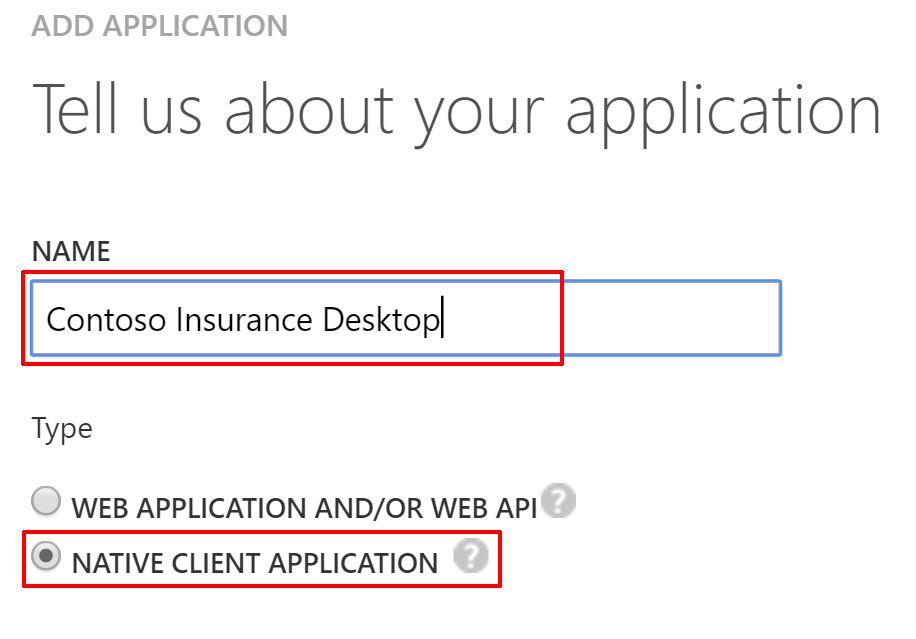 ADD APPLICATION
Tell us about your application
NAME
Contoso Insurance Desktop
Type
WEB APPLICATION AND/OR WEB API ?
NATIVE CLIENT APPLICATION ?